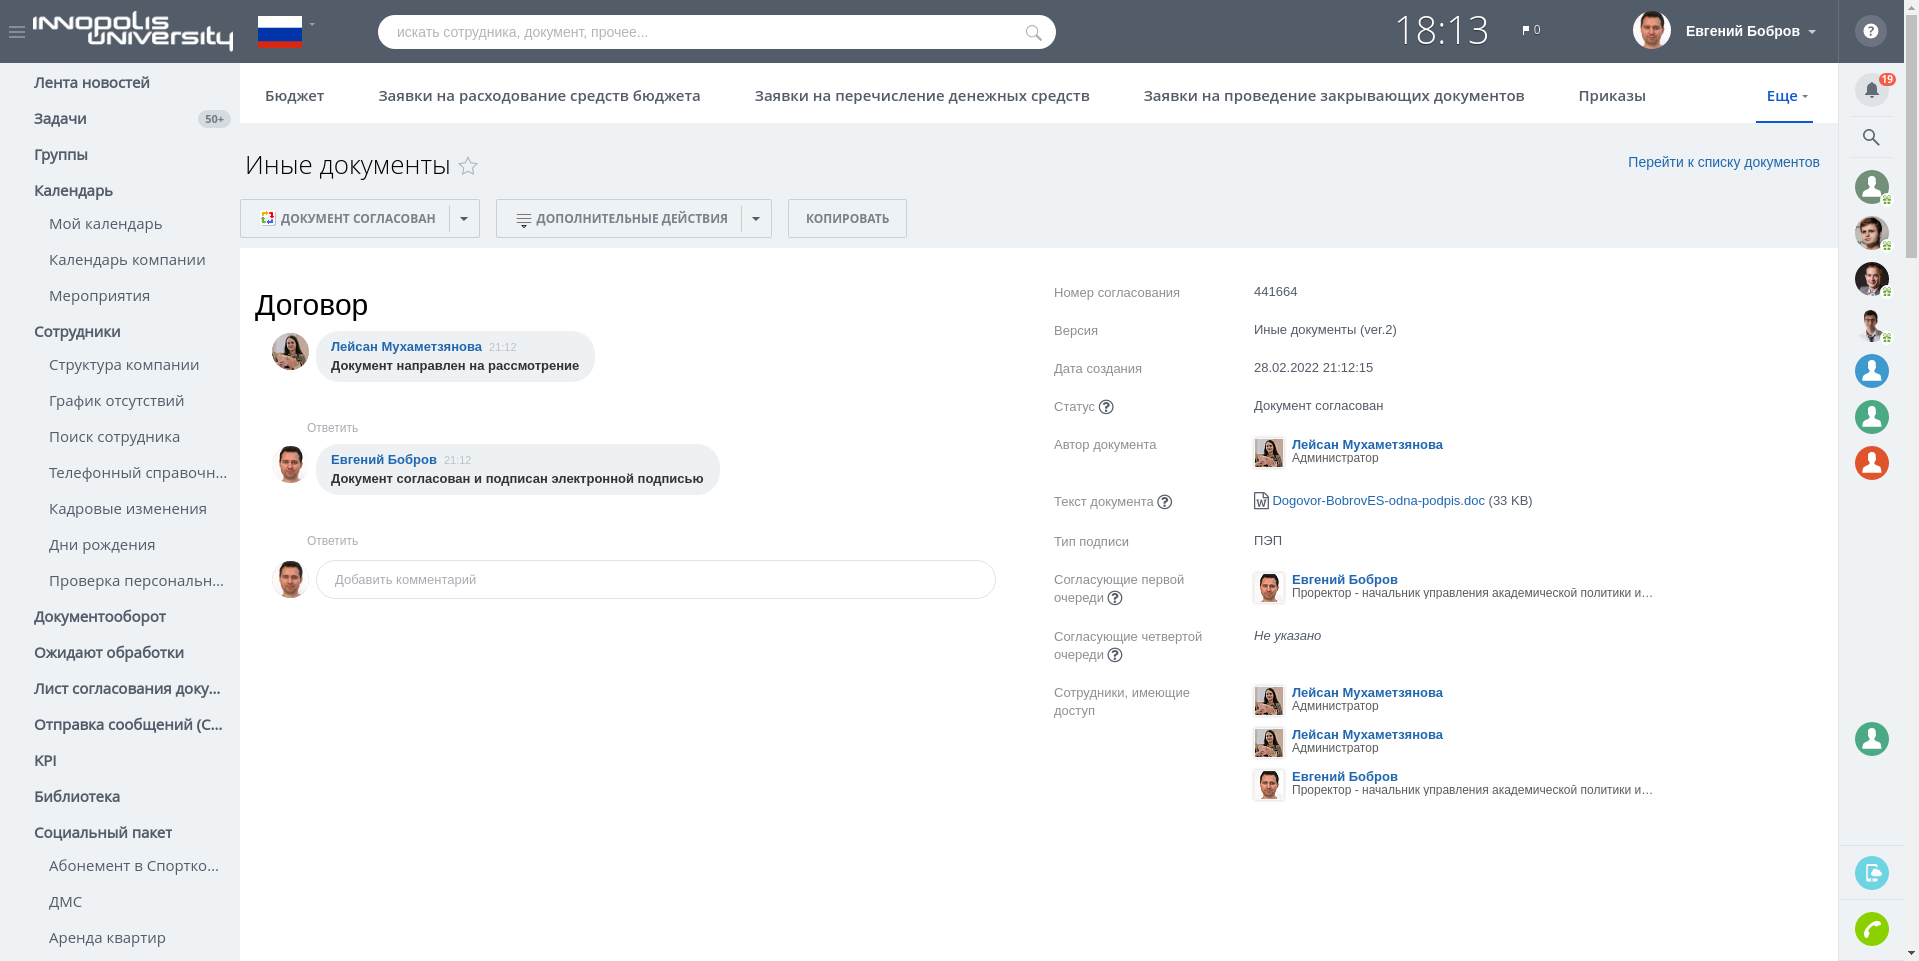 INNOPOLIS
UNIVERSITY
искать сотрудника, документ, прочее...
18:13
0
Евгений Бобров
?
19
Лента новостей
Задачи
50+
Группы
Календарь
Мой календарь
Календарь компании
Мероприятия
Сотрудники
Структура компании
График отсутствий
Поиск сотрудника
Телефонный справочн...
Кадровые изменения
Дни рождения
Проверка персональн...
Документооборот
Ожидают обработки
Лист согласования доку...
Отправка сообщений (С...
KPI
Библиотека
Социальный пакет
Абонемент в Спортко...
ДМС
Аренда квартир
Бюджет
Заявки на расходование средств бюджета
Заявки на перечисление денежных средств
Заявки на проведение закрывающих документов
Приказы
Еще
Иные документы
Перейти к списку документов
ДОКУМЕНТ СОГЛАСОВАН
ДОПОЛНИТЕЛЬНЫЕ ДЕЙСТВИЯ
КОПИРОВАТЬ
Договор
Лейсан Мухаметзянова 21:12
Документ направлен на рассмотрение
Ответить
Евгений Бобров 21:12
Документ согласован и подписан электронной подписью
Ответить
Добавить комментарий
Номер согласования
441664
Версия
Иные документы (ver.2)
Дата создания
28.02.2022 21:12:15
Статус ?
Документ согласован
Автор документа
Лейсан Мухаметзянова
Администратор
Текст документа ?
W Dogovor-BobrovES-odna-podpis.doc (33 KB)
Тип подписи
ПЭП
Согласующие первой
очереди ?
Евгений Бобров
Проректор - начальник управления академической политики и…
Согласующие четвертой
очереди ?
Не указано
Сотрудники, имеющие
доступ
Лейсан Мухаметзянова
Администратор
Лейсан Мухаметзянова
Администратор
Евгений Бобров
Проректор - начальник управления академической политики и…